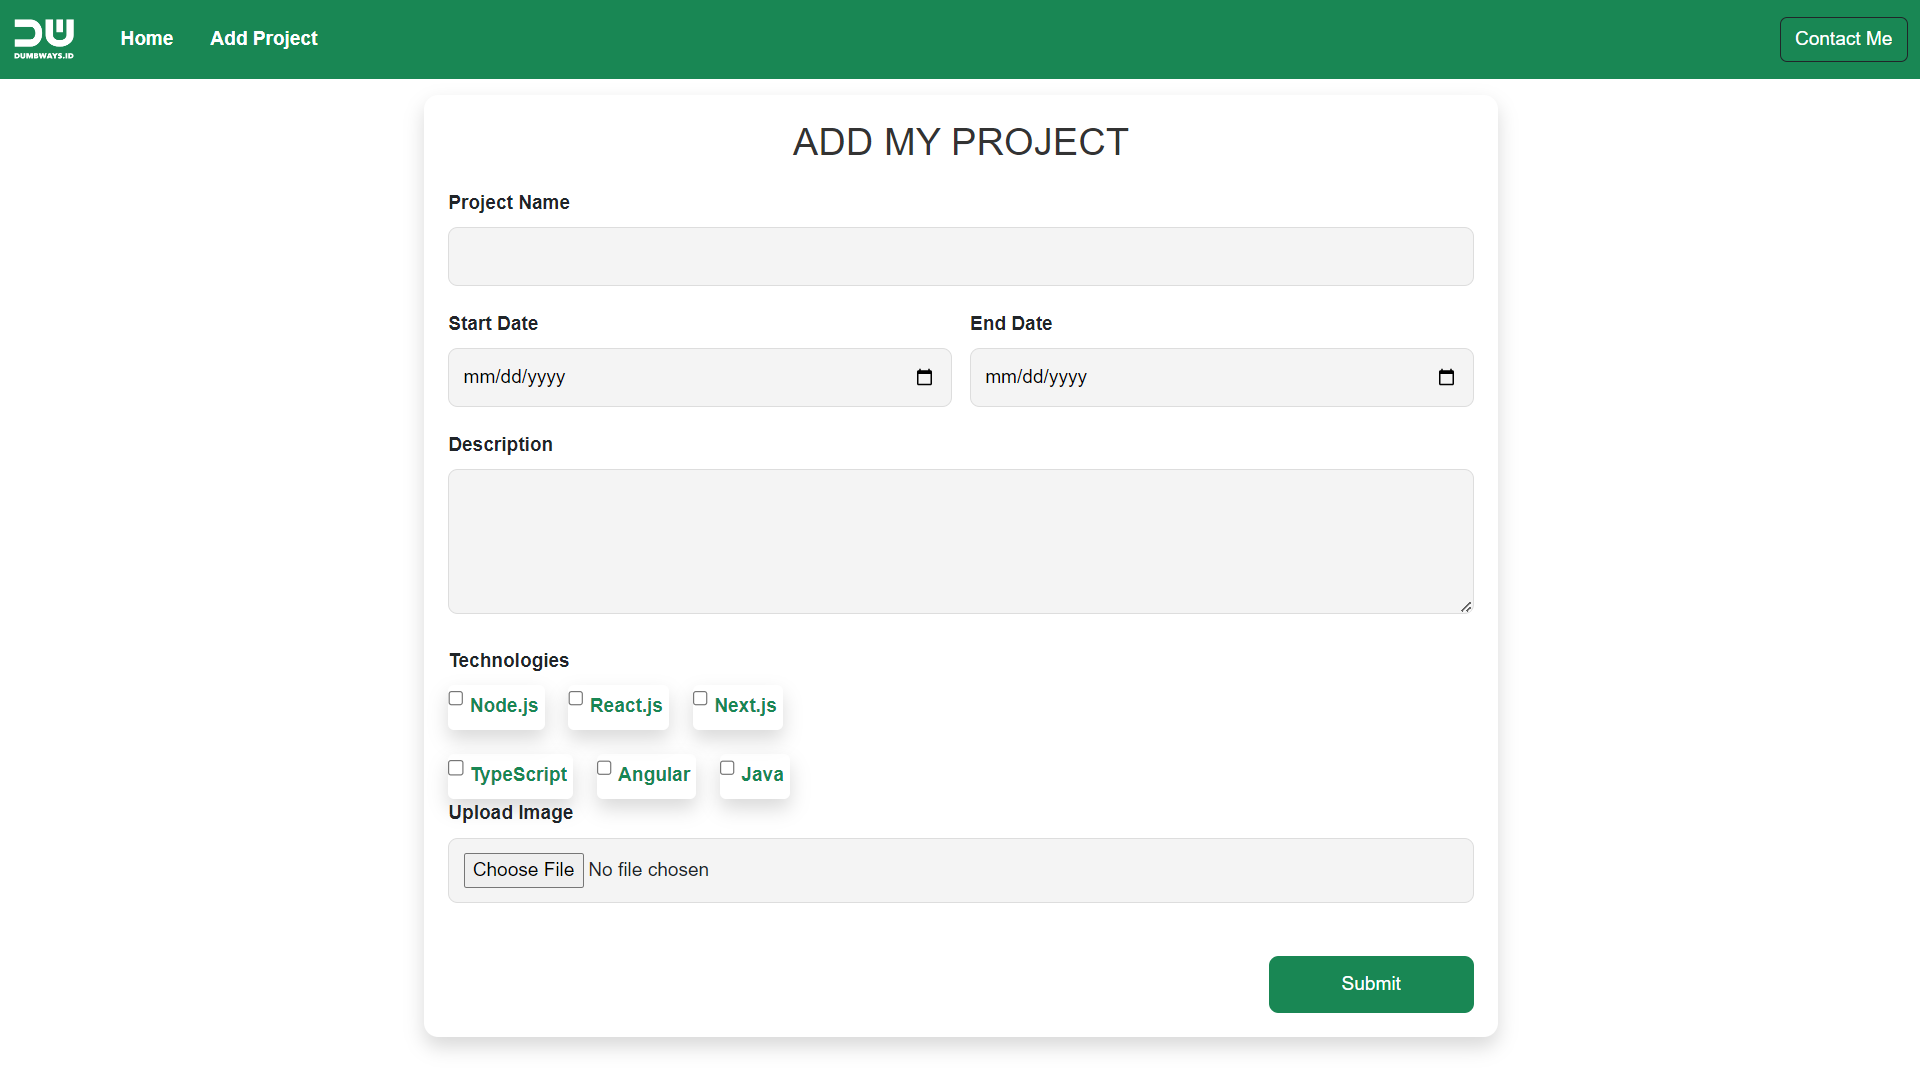 DW
DUMBWAYS.ID
Home
Add Project
Contact Me
ADD MY PROJECT
Project Name
Start Date
End Date
mm/dd/yyyy
mm/dd/yyyy
Description
Technologies
Node.js
React.js
Next.js
TypeScript
Angular
Java
Upload Image
Choose File No file chosen
Submit